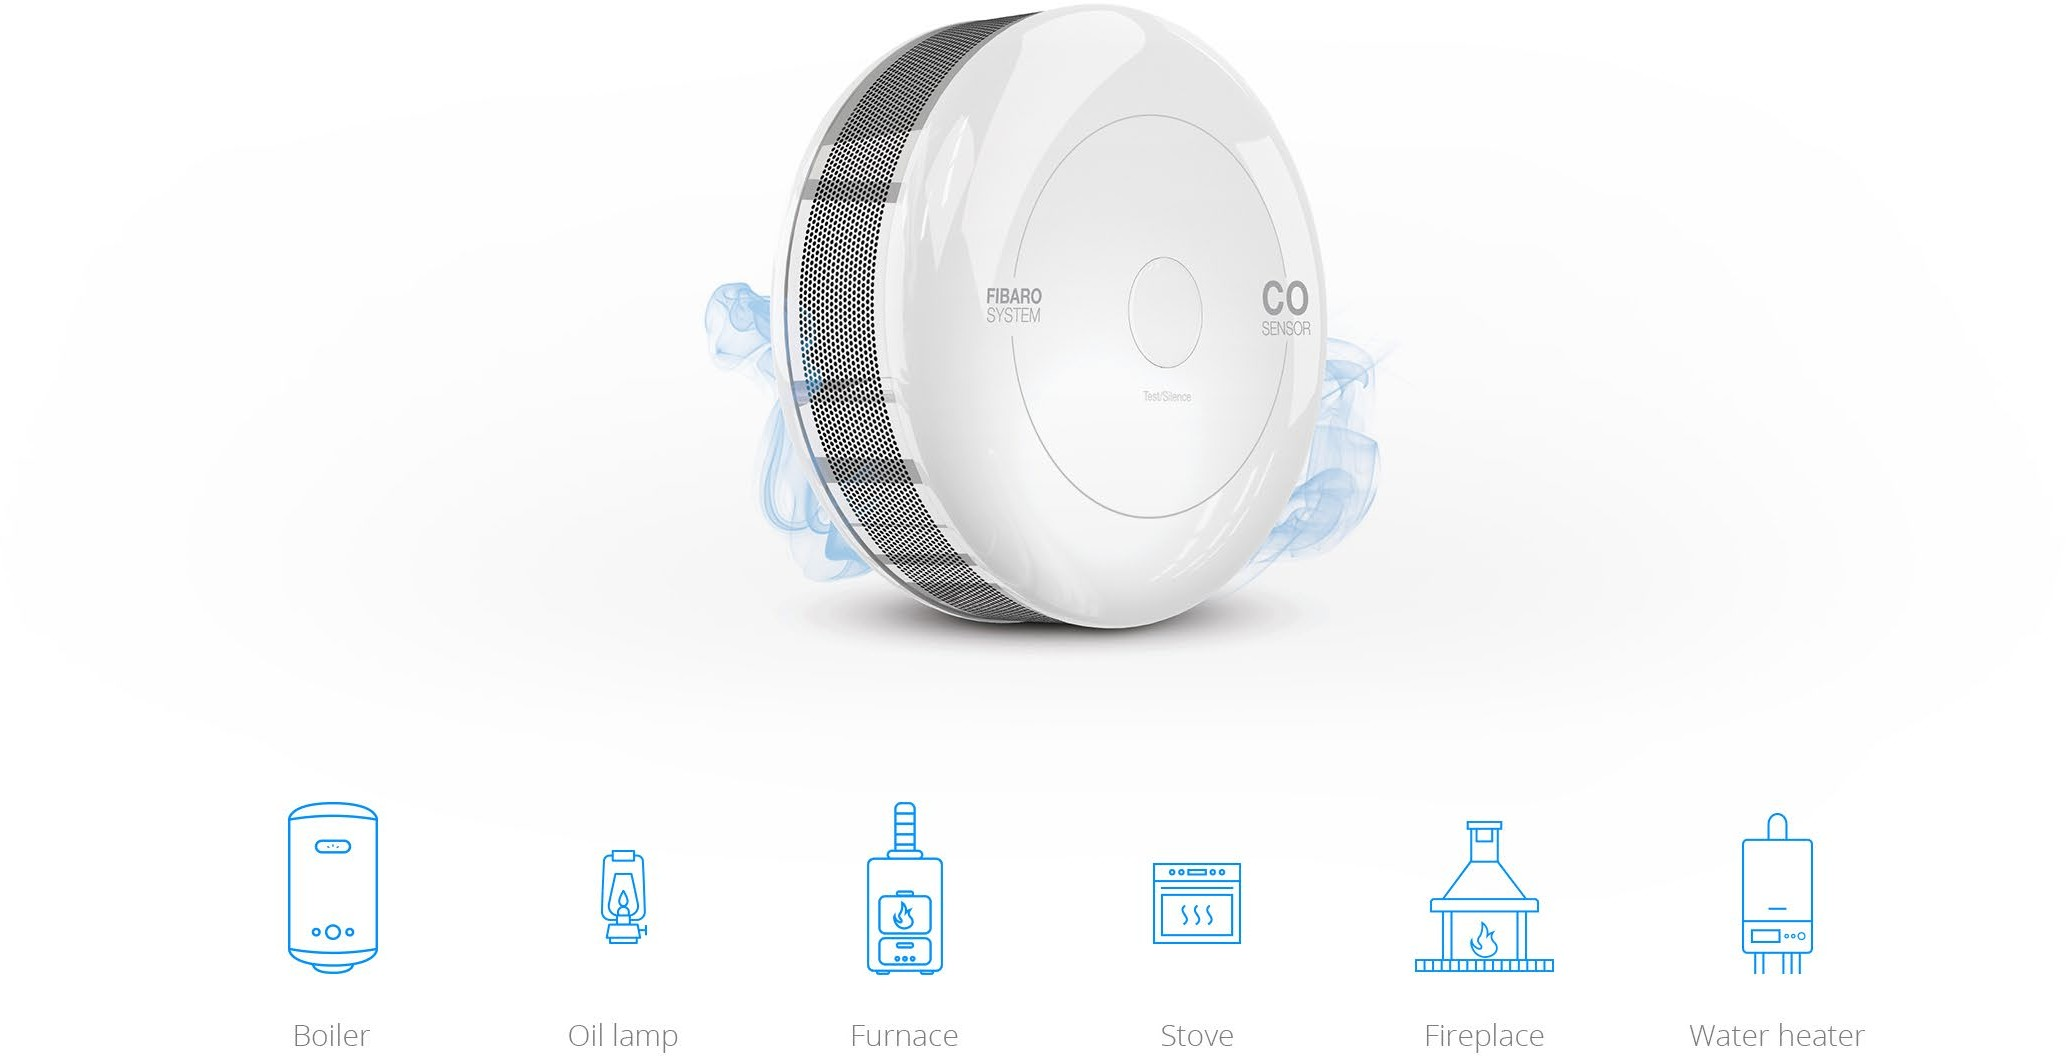 FIBARO
SYSTEM
CO
SENSOR
Test/Silence
Boiler
Oil lamp
Furnace
Stove
Fireplace
Water heater